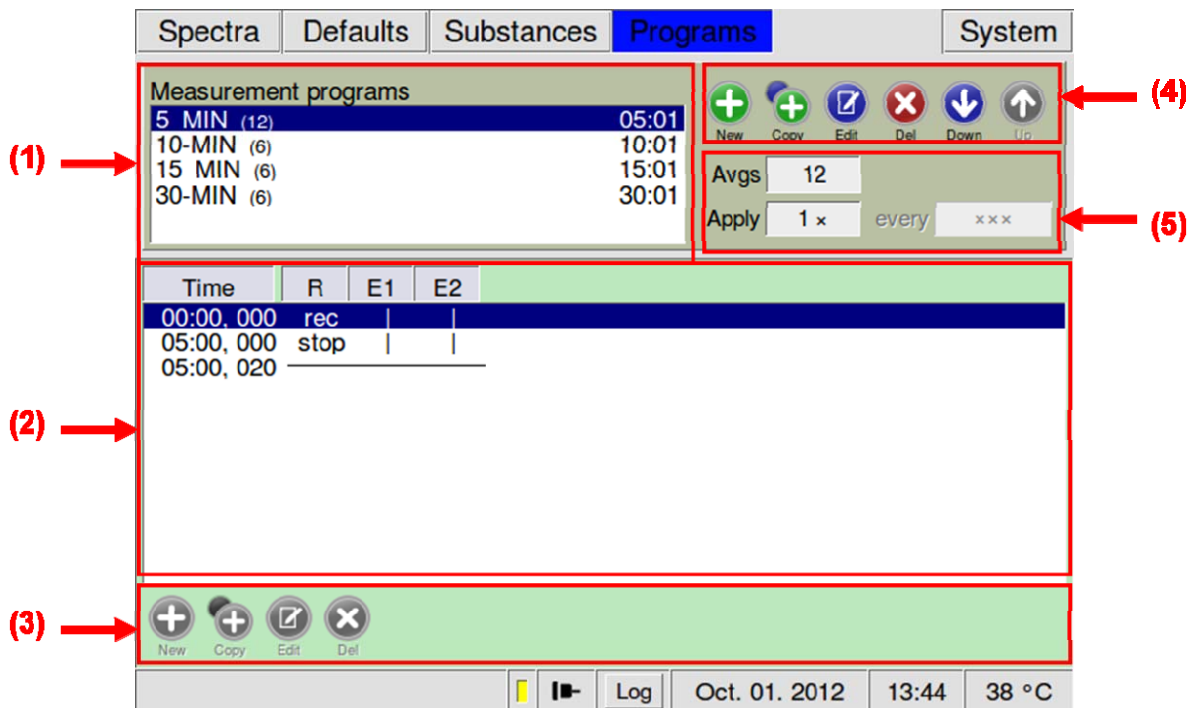 Spectra Defaults Substances Programs System
Measurement programs
5 MIN (12) 05:01
10-MIN (6) 10:01
15 MIN (6) 15:01
30-MIN (6) 30:01
New Copy Edit Del Down Up
Avgs 12
Apply 1 × every ×××
(1)
(4)
(5)
Time R E1 E2
00:00, 000 rec | |
05:00, 000 stop | |
05:00, 020
(2)
(3)
New Copy Edit Del
Log Oct. 01. 2012 13:44 38 °C